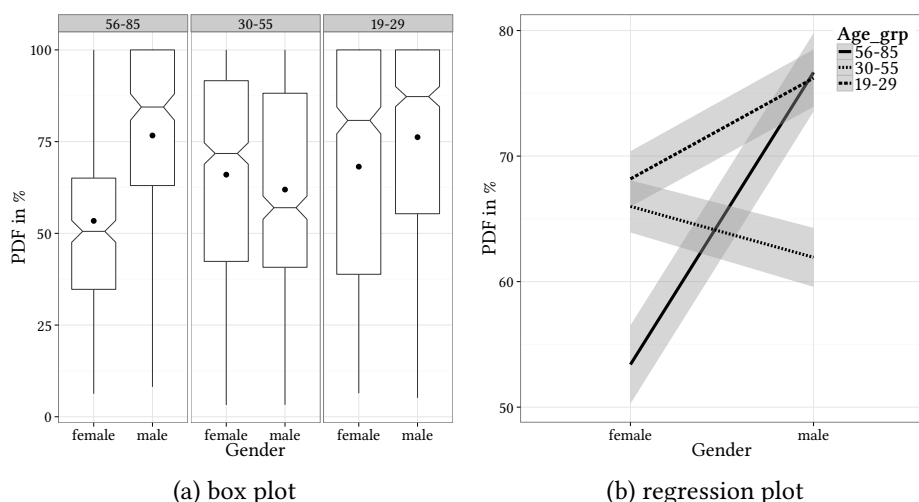 56-85
30-55
19-29
100
75
50
25
0
PDF in %
female
male
female
male
female
male
Gender
(a) box plot
80
70
60
50
PDF in %
Age_grp
56-85
30-55
19-29
female
male
Gender
(b) regression plot